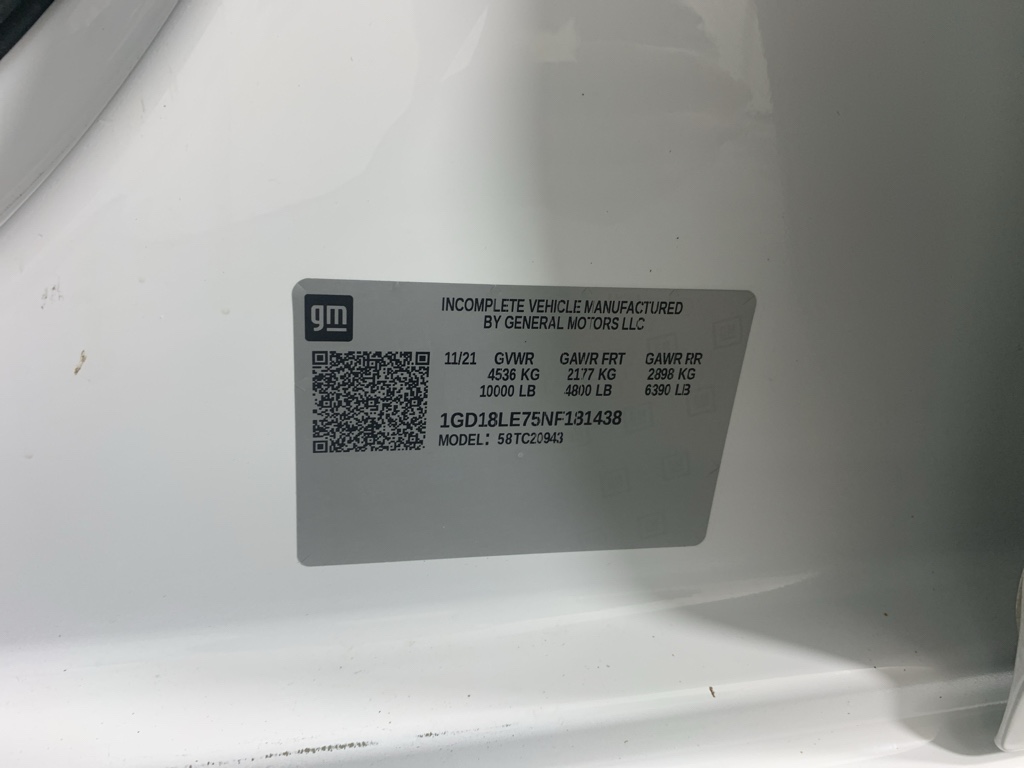 gm
INCOMPLETE VEHICLE MANUFACTURED
BY GENERAL MOTORS LLC
11/21 GVWR GAWR FRT GAWR RR
4536 KG 2177 KG 2898 KG
10000 LB 4800 LB 6390 LB
1GD18LE75NF181438
MODEL: 58TC20943